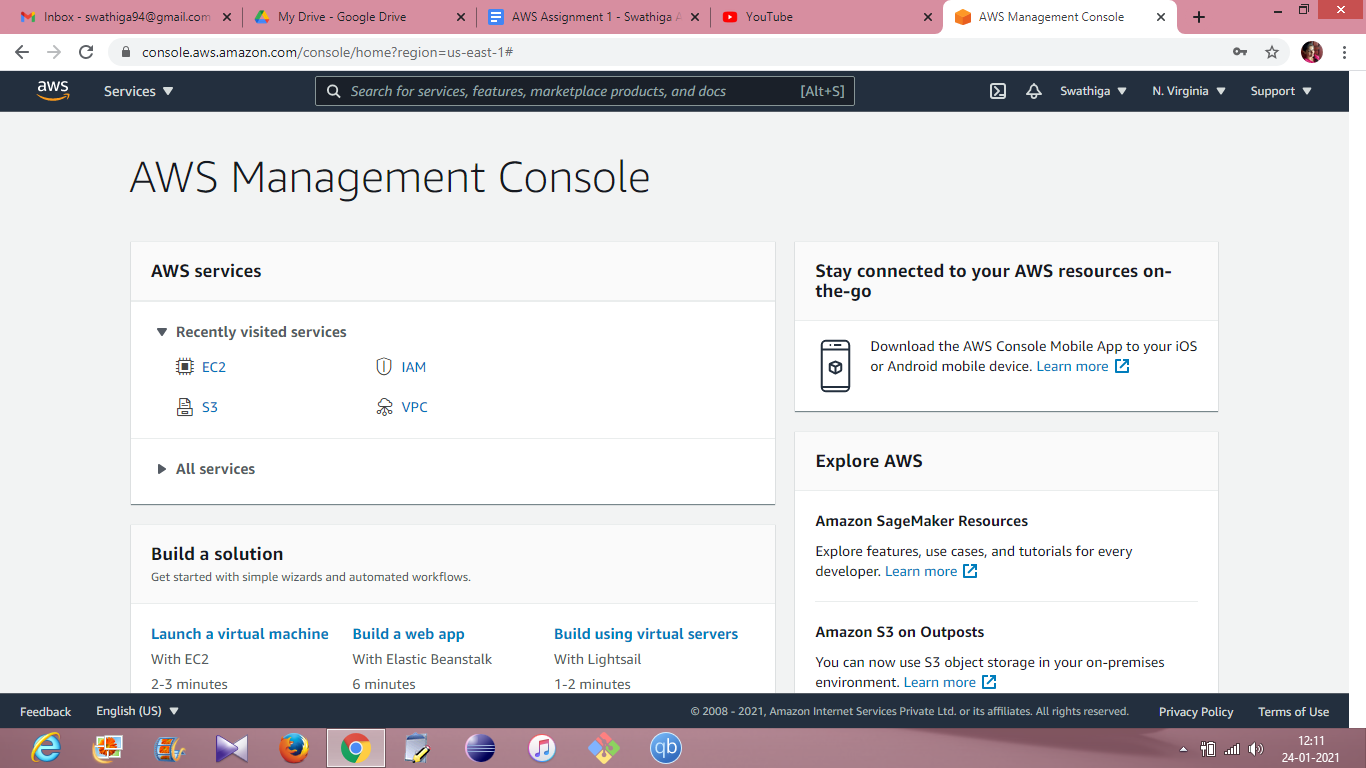 Inbox - swathiga94@gmail.com
My Drive - Google Drive
AWS Assignment 1 - Swathiga A
YouTube
AWS Management Console
console.aws.amazon.com/console/home?region=us-east-1#
aws
Services
Search for services, features, marketplace products, and docs [Alt+S]
Swathiga
N. Virginia
Support
AWS Management Console
AWS services
Recently visited services
EC2
IAM
S3
VPC
All services
Build a solution
Get started with simple wizards and automated workflows.
Launch a virtual machine
With EC2
2-3 minutes
Build a web app
With Elastic Beanstalk
6 minutes
Build using virtual servers
With Lightsail
1-2 minutes
Stay connected to your AWS resources on-
the-go
Download the AWS Console Mobile App to your iOS
or Android mobile device. Learn more
Explore AWS
Amazon SageMaker Resources
Explore features, use cases, and tutorials for every
developer. Learn more
Amazon S3 on Outposts
You can now use S3 object storage in your on-premises
environment. Learn more
Feedback
English (US)
© 2008 - 2021, Amazon Internet Services Private Ltd. or its affiliates. All rights reserved.
Privacy Policy
Terms of Use
qb
12:11
24-01-2021